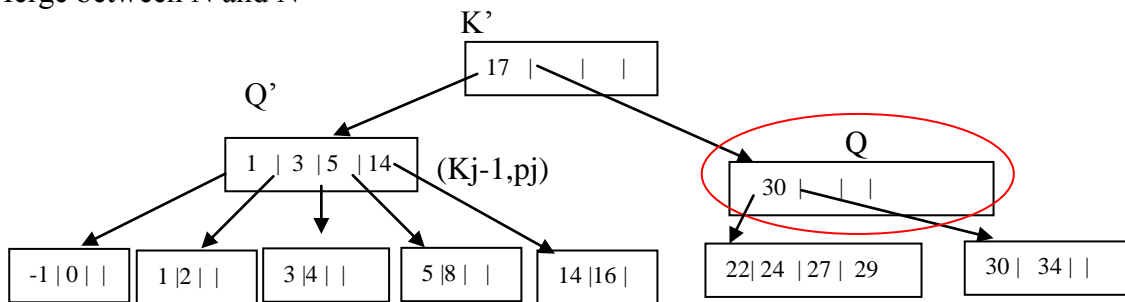 K’
17 | | |
Q’
Q
1 | 3 |5 |14
(Kj-1,pj)
30 | | |
-1 | 0 | |
1 |2 | |
3 |4 | |
5 |8 | |
14 |16 |
22| 24 | 27 | 29
30 | 34 | |